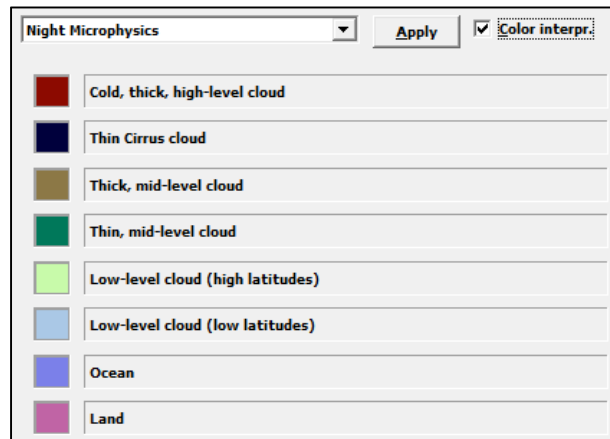 Night Microphysics
Apply
Color interpr.
Cold, thick, high-level cloud
Thin Cirrus cloud
Thick, mid-level cloud
Thin, mid-level cloud
Low-level cloud (high latitudes)
Low-level cloud (low latitudes)
Ocean
Land